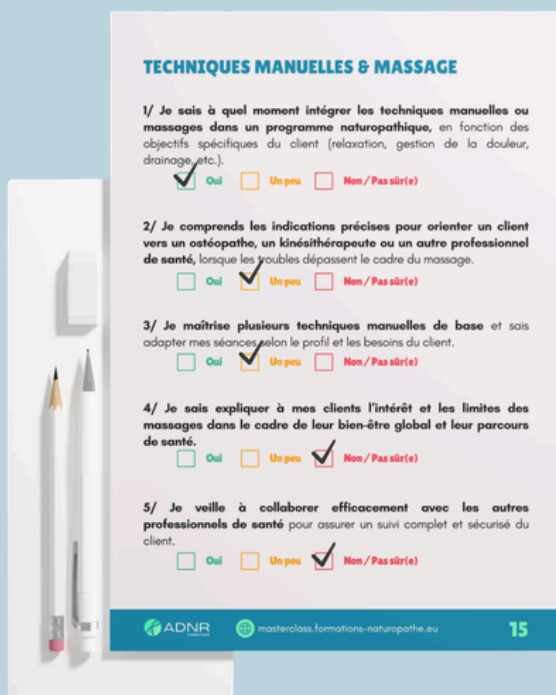 TECHNIQUES MANUELLES & MASSAGE
1/ Je sais à quel moment intégrer les techniques manuelles ou
massages dans un programme naturopathique, en fonction des
objectifs spécifiques du client (relaxation, gestion de la douleur,
drainage, etc.).
Oui Un peu Non / Pas sûr(e)
2/ Je comprends les indications précises pour orienter un client
vers un ostéopathe, un kinésithérapeute ou un autre professionnel
de santé, lorsque les troubles dépassent le cadre du massage.
Oui Un peu Non / Pas sûr(e)
3/ Je maîtrise plusieurs techniques manuelles de base et sais
adapter mes séances selon le profil et les besoins du client.
Oui Un peu Non / Pas sûr(e)
4/ Je sais expliquer à mes clients l'intérêt et les limites des
massages dans le cadre de leur bien-être global et leur parcours
de santé.
Oui Un peu Non / Pas sûr(e)
5/ Je veille à collaborer efficacement avec les autres
professionnels de santé pour assurer un suivi complet et sécurisé du
client.
Oui Un peu Non / Pas sûr(e)
ADNR masterclass.formations-naturopathe.eu 15